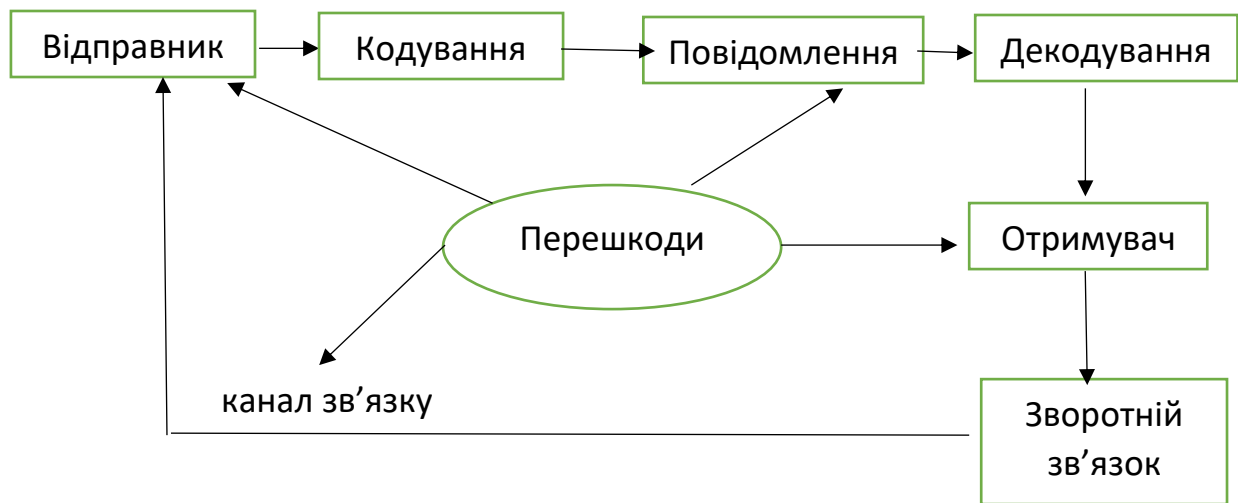 Відправник
Кодування
Повідомлення
Декодування
Перешкоди
Отримувач
канал зв’язку
Зворотній
зв’язок